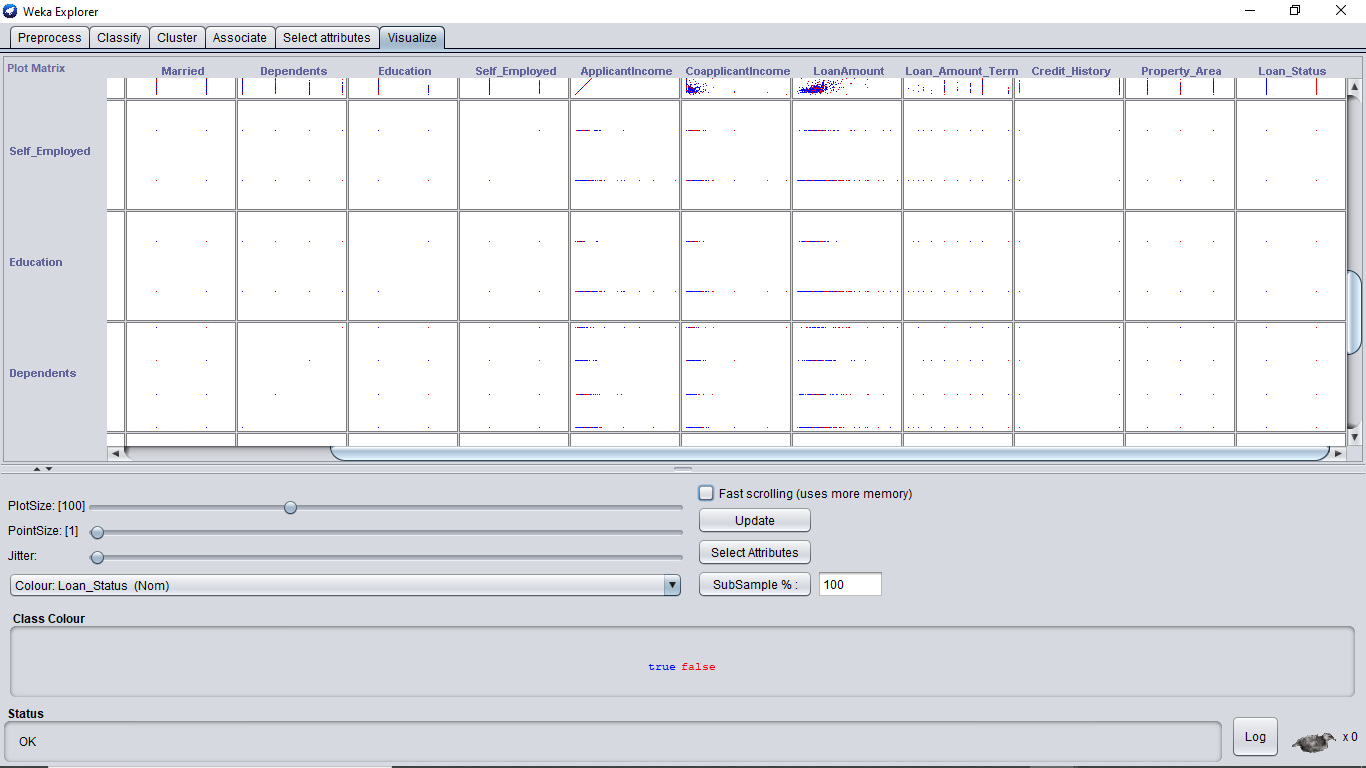 Weka Explorer
Preprocess Classify Cluster Associate Select attributes Visualize
Plot Matrix Married Dependents Education Self_Employed ApplicantIncome CoapplicantIncome LoanAmount Loan_Amount_Term Credit_History Property_Area Loan_Status
Self_Employed
Education
Dependents
PlotSize: [100]
PointSize: [1]
Jitter:
Colour: Loan_Status (Nom)
Fast scrolling (uses more memory)
Update
Select Attributes
SubSample % : 100
Class Colour
true false
Status
OK
Log x 0